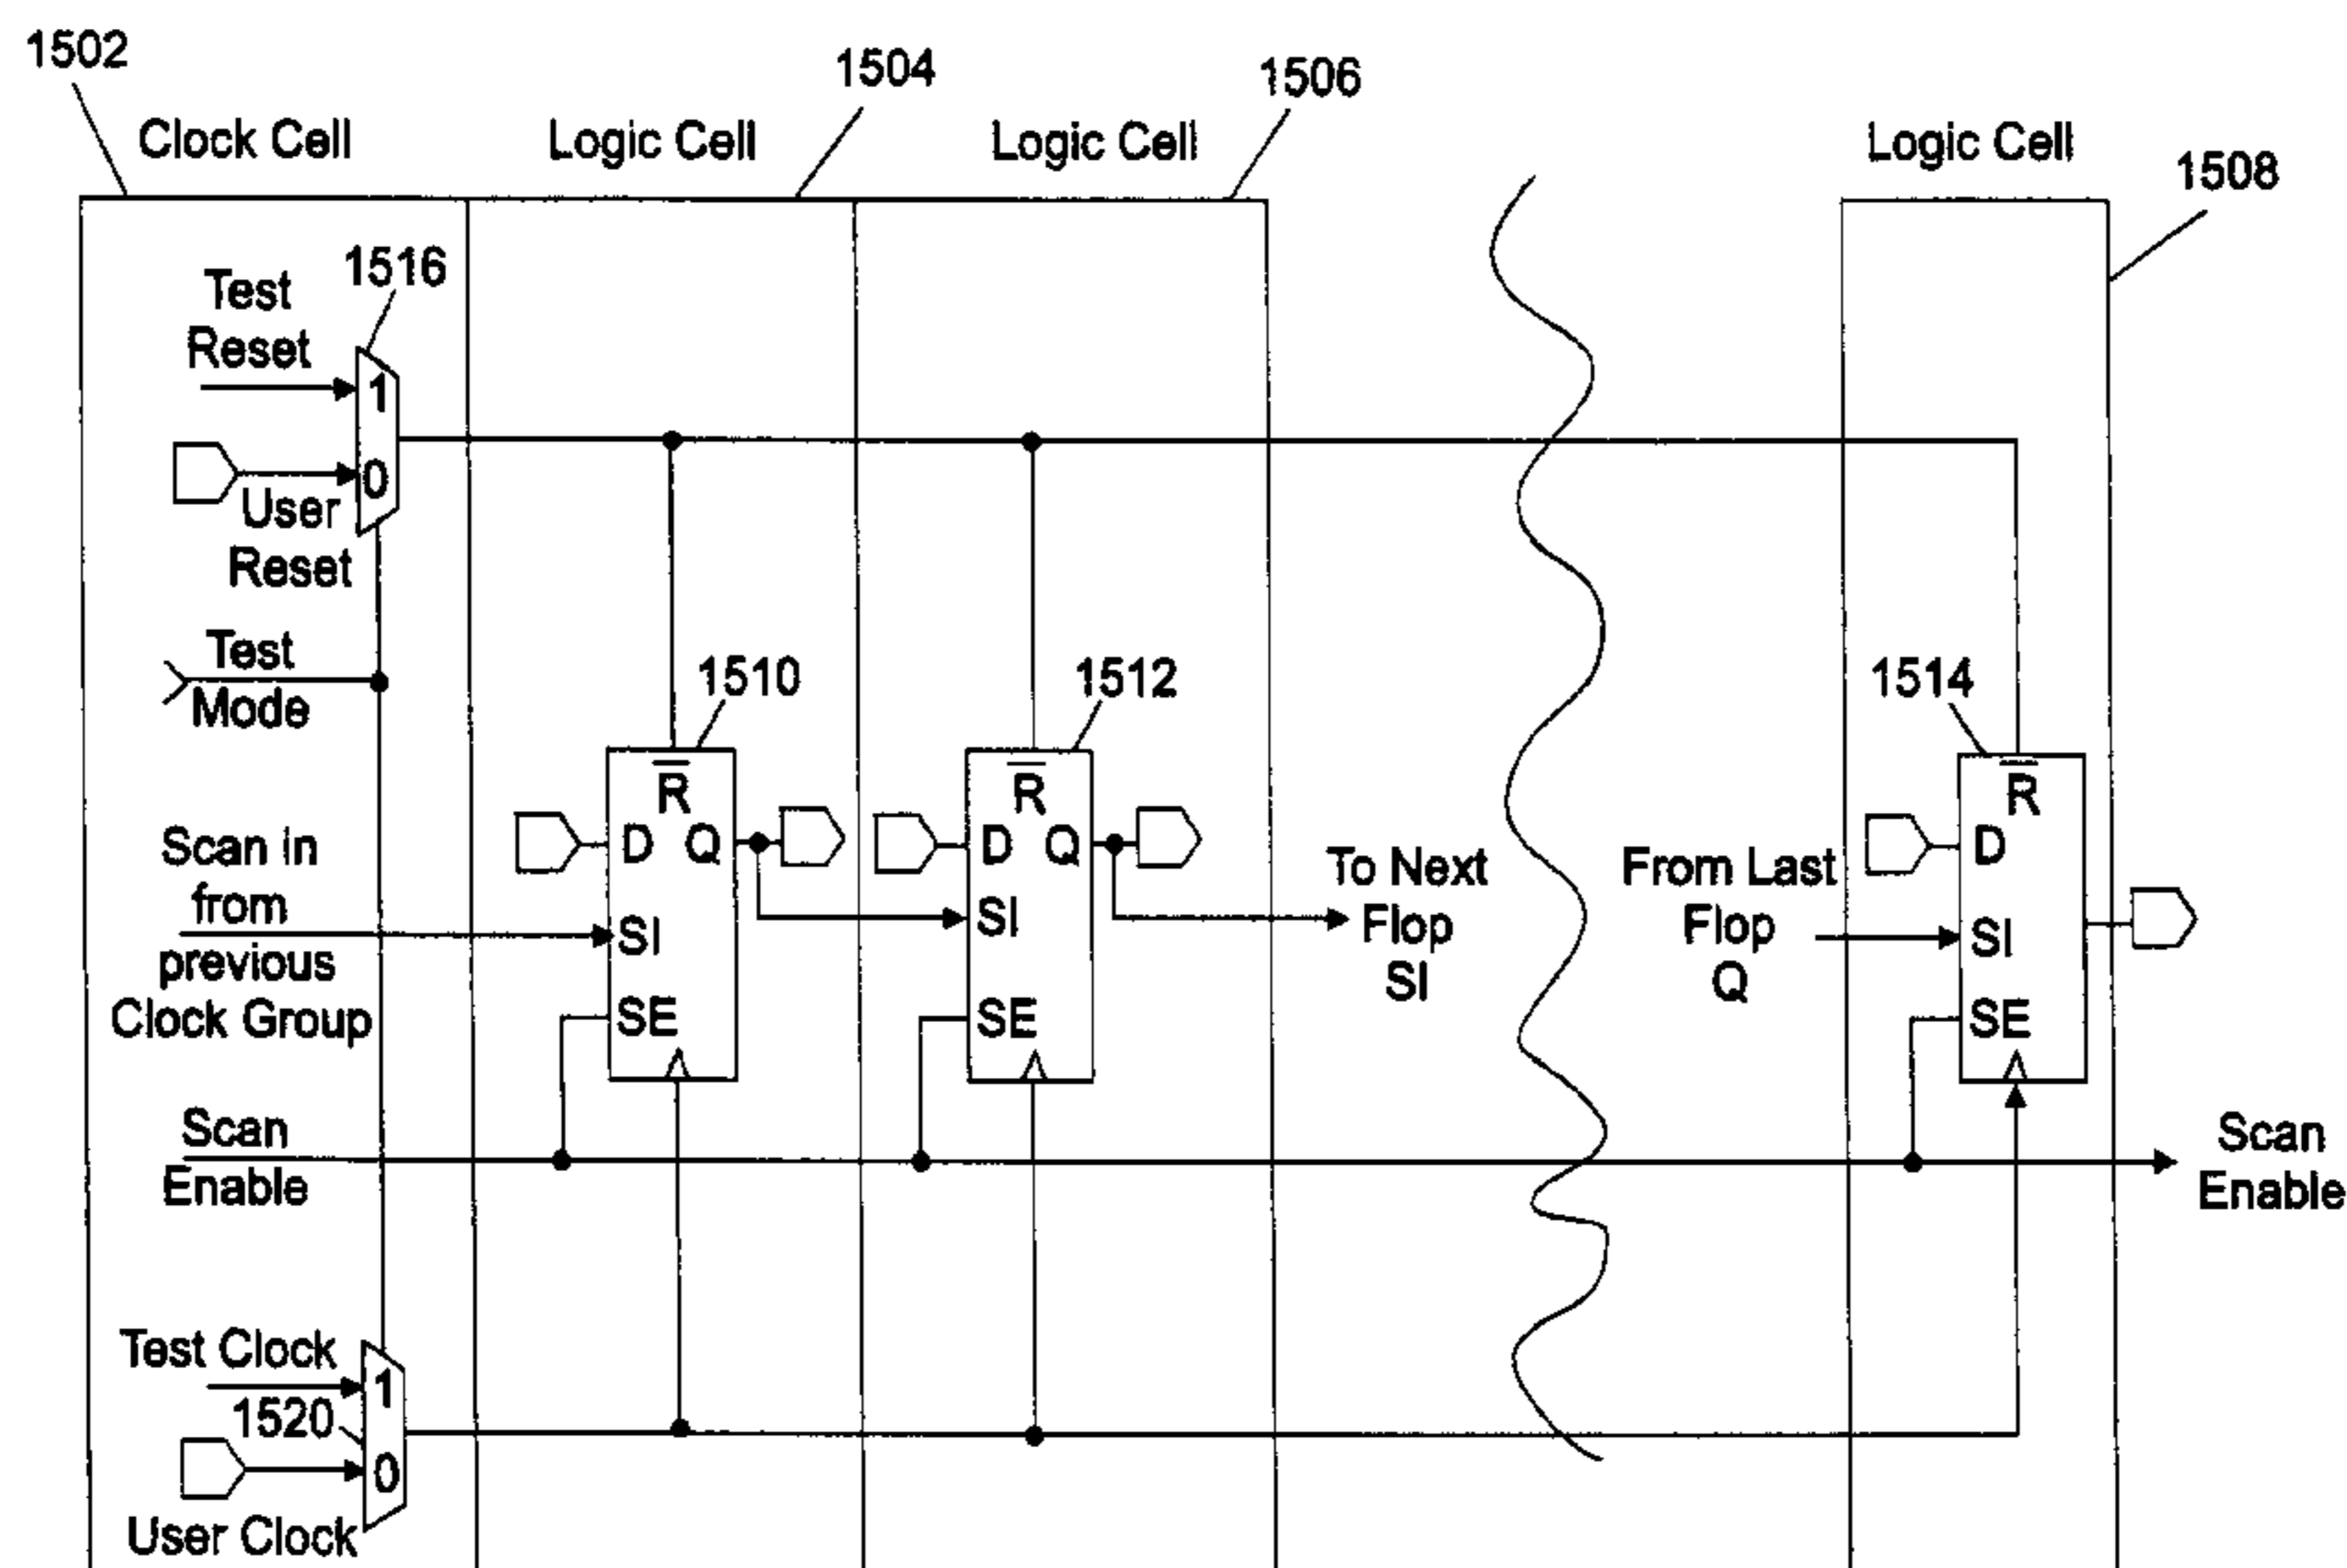 1502
1504
1506
Clock Cell
Logic Cell
Logic Cell
Logic Cell
1508
1516
Test
Reset
1
0
User
Reset
Test
Mode
1510
1512
1514
R
D Q
SI
SE
R
D Q
SI
SE
R
D
SI
SE
Scan in
from
previous
Clock Group
To Next
Flop
SI
From Last
Flop
Q
Scan
Enable
Scan
Enable
Test Clock
1
1520
0
User Clock